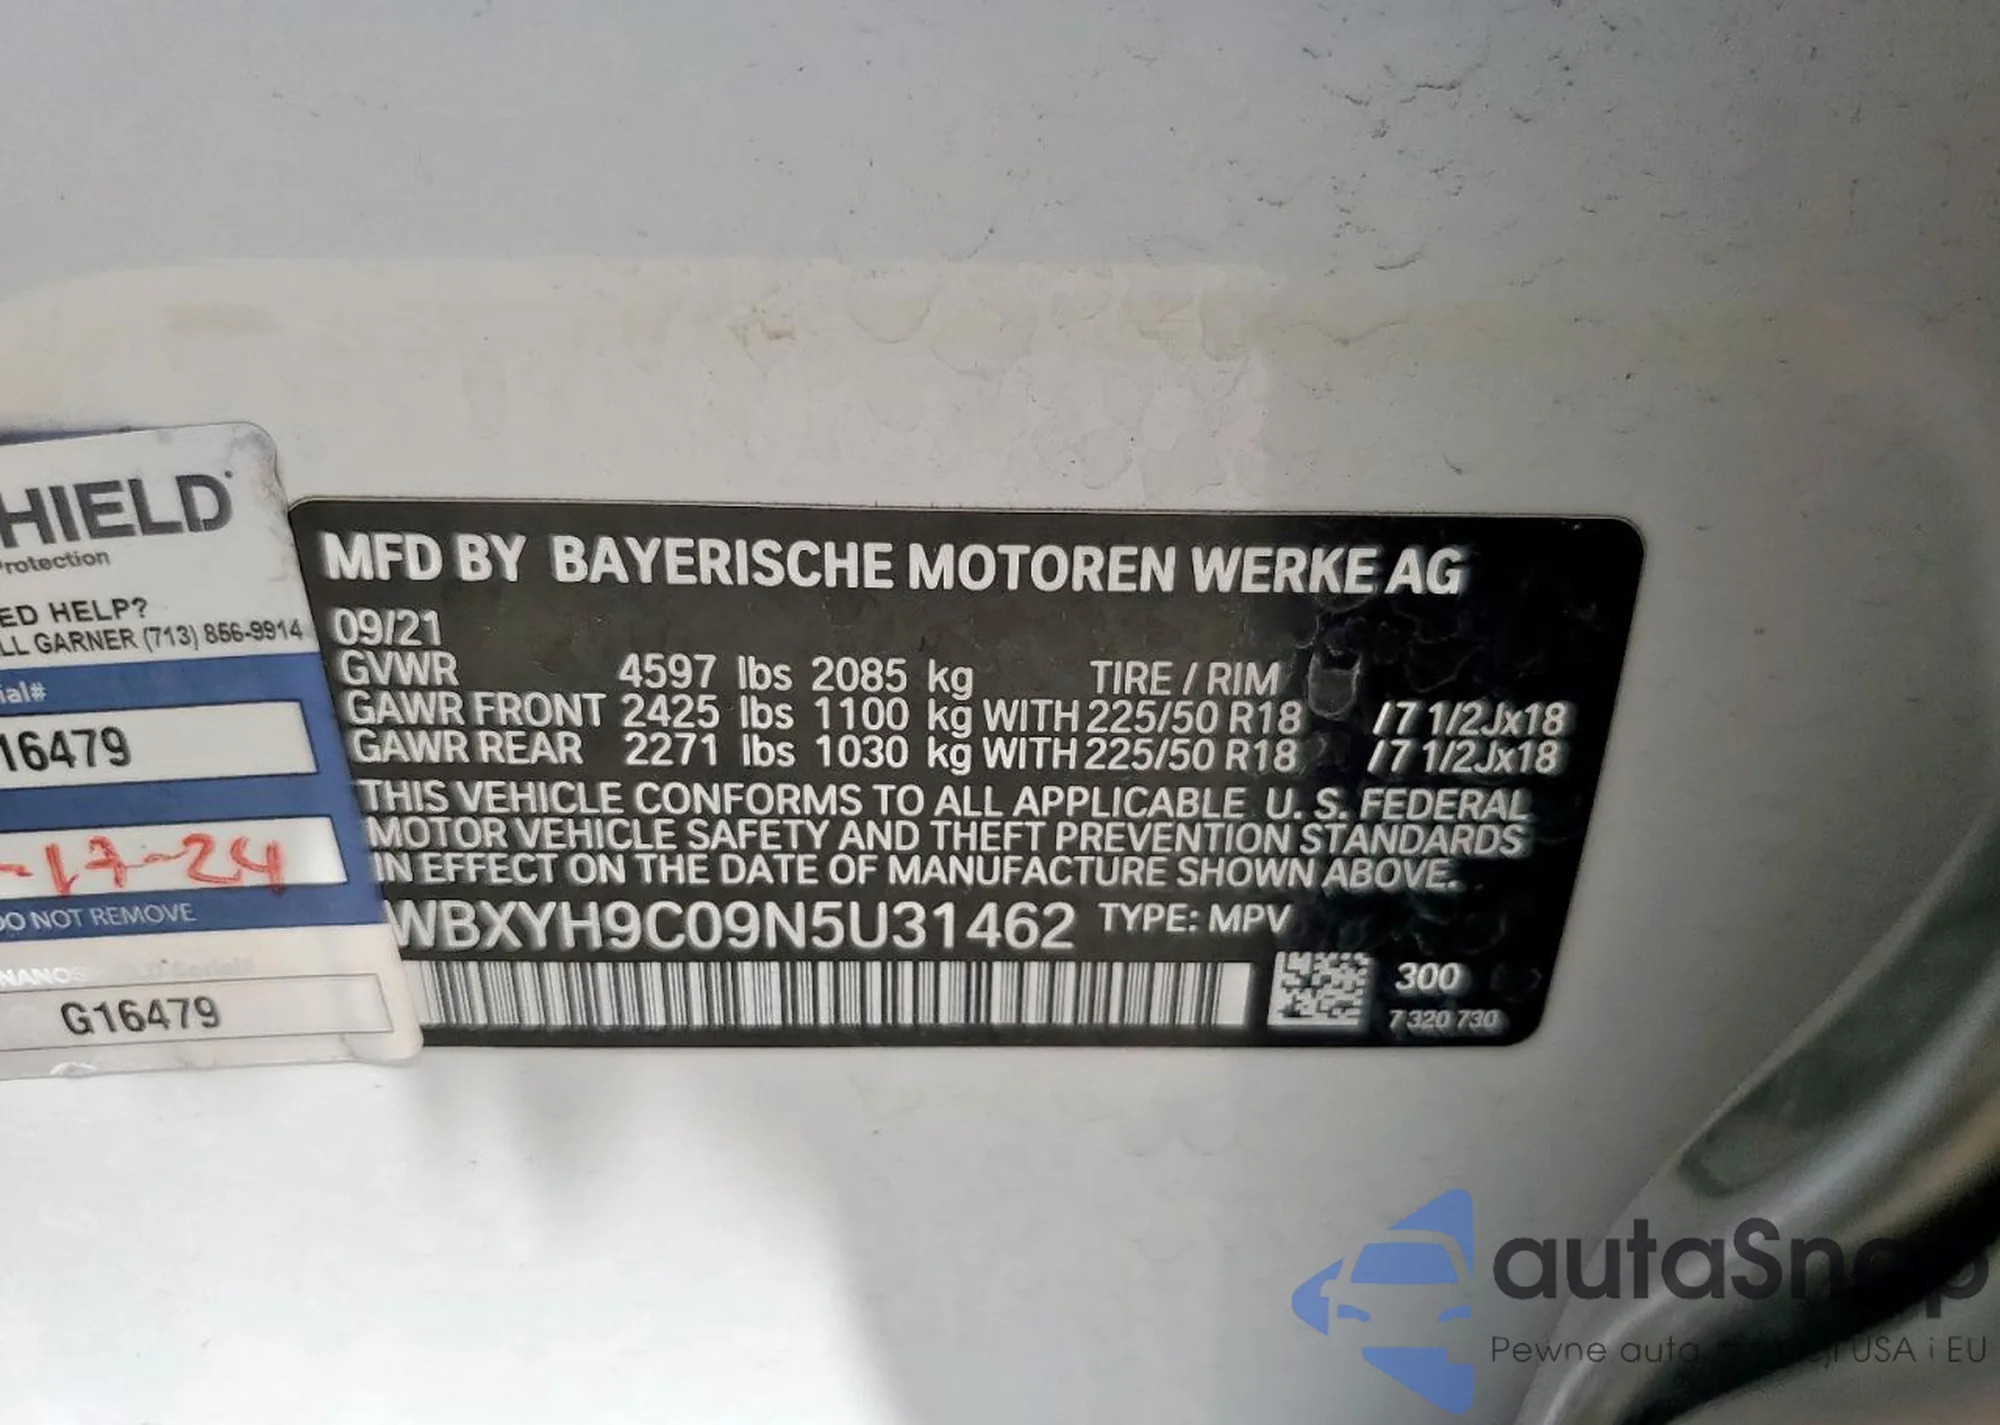 HIELD
Protection
ED HELP?
LL GARNER (713) 856-9914
ial#
16479
-17-24
DO NOT REMOVE
G16479
MFD BY BAYERISCHE MOTOREN WERKE AG
09/21
GVWR 4597 lbs 2085 kg TIRE / RIM
GAWR FRONT 2425 lbs 1100 kg WITH 225/50 R18 /7 1/2Jx18
GAWR REAR 2271 lbs 1030 kg WITH 225/50 R18 /7 1/2Jx18
THIS VEHICLE CONFORMS TO ALL APPLICABLE U. S. FEDERAL
MOTOR VEHICLE SAFETY AND THEFT PREVENTION STANDARDS
IN EFFECT ON THE DATE OF MANUFACTURE SHOWN ABOVE.
WBXYH9C09N5U31462 TYPE: MPV
300
7 320 730
autaSnap
Pewne auta USA i EU